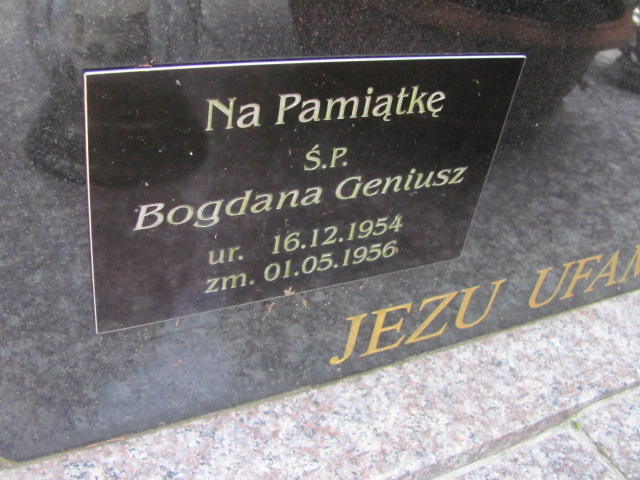 Na Pamiątkę
Ś.P.
Bogdana Geniusz
ur. 16.12.1954
zm. 01.05.1956
JEZU UFAM